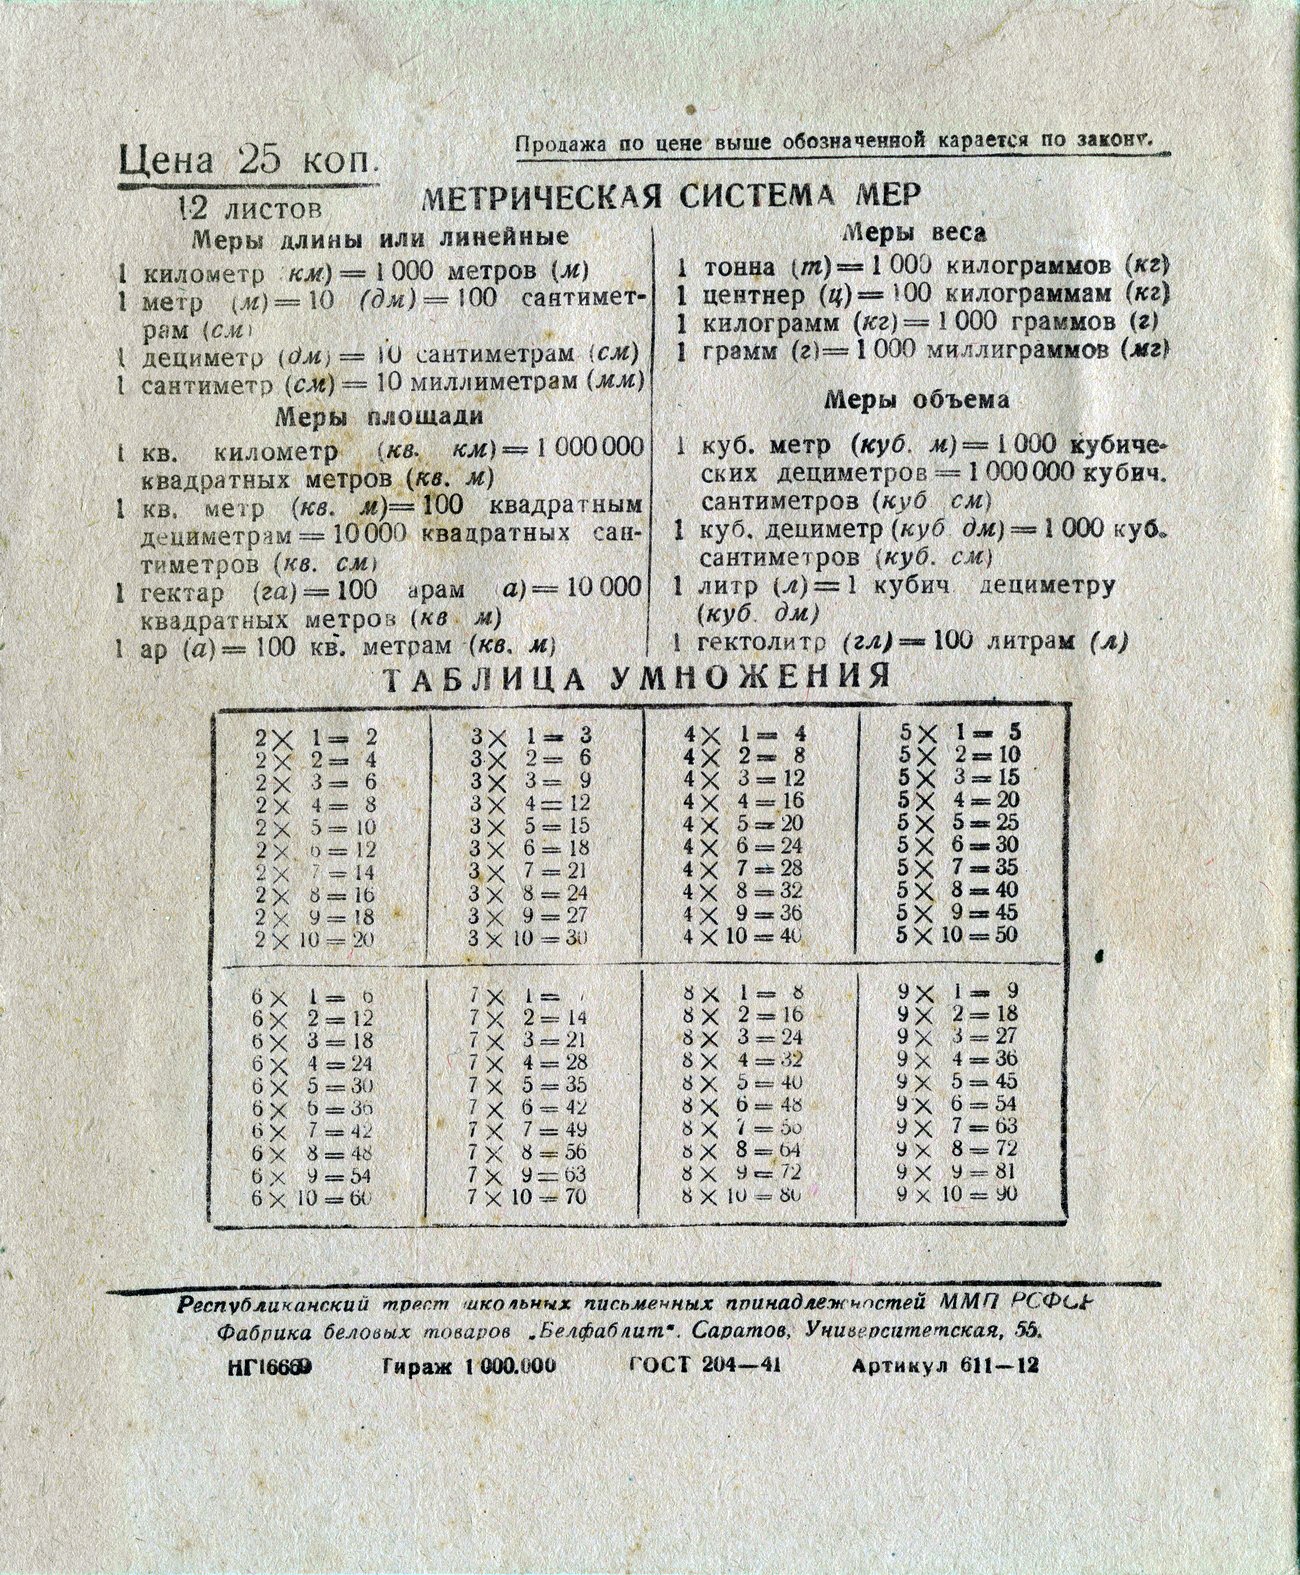 Цена 25 коп.
Продажа по цене выше обозначенной карается по закону.
12 листов
МЕТРИЧЕСКАЯ СИСТЕМА МЕР
Меры длины или линейные
1 километр (км) = 1 000 метров (м)
1 метр (м) = 10 (дм) = 100 сантимет-
рам (см)
1 дециметр (дм) = 10 сантиметрам (см)
1 сантиметр (см) = 10 миллиметрам (мм)
Меры площади
1 кв. километр (кв. км) = 1 000 000
квадратных метров (кв. м)
1 кв. метр (кв. м) = 100 квадратным
дециметрам = 10 000 квадратных сан-
тиметров (кв. см)
1 гектар (га) = 100 арам а) = 10 000
квадратных метров (кв м)
1 ар (а) = 100 кв. метрам (кв. м)
Меры веса
1 тонна (т) = 1 000 килограммов (кг)
1 центнер (ц) = 100 килограммам (кг)
1 килограмм (кг) = 1 000 граммов (г)
1 грамм (г) = 1 000 миллиграммов (мг)
Меры объема
1 куб. метр (куб. м) = 1 000 кубиче-
ских дециметров = 1 000 000 кубич.
сантиметров (куб см)
1 куб. дециметр (куб дм) = 1 000 куб.
сантиметров (куб. см)
1 литр (л) = 1 кубич дециметру
(куб. дм)
1 гектолитр (гл) = 100 литрам (л)
ТАБЛИЦА УМНОЖЕНИЯ
2 × 1 = 2 3 × 1 = 3 4 × 1 = 4 5 × 1 = 5
2 × 2 = 4 3 × 2 = 6 4 × 2 = 8 5 × 2 = 10
2 × 3 = 6 3 × 3 = 9 4 × 3 = 12 5 × 3 = 15
2 × 4 = 8 3 × 4 = 12 4 × 4 = 16 5 × 4 = 20
2 × 5 = 10 3 × 5 = 15 4 × 5 = 20 5 × 5 = 25
2 × 6 = 12 3 × 6 = 18 4 × 6 = 24 5 × 6 = 30
2 × 7 = 14 3 × 7 = 21 4 × 7 = 28 5 × 7 = 35
2 × 8 = 16 3 × 8 = 24 4 × 8 = 32 5 × 8 = 40
2 × 9 = 18 3 × 9 = 27 4 × 9 = 36 5 × 9 = 45
2 × 10 = 20 3 × 10 = 30 4 × 10 = 40 5 × 10 = 50
6 × 1 = 6 7 × 1 = 7 8 × 1 = 8 9 × 1 = 9
6 × 2 = 12 7 × 2 = 14 8 × 2 = 16 9 × 2 = 18
6 × 3 = 18 7 × 3 = 21 8 × 3 = 24 9 × 3 = 27
6 × 4 = 24 7 × 4 = 28 8 × 4 = 32 9 × 4 = 36
6 × 5 = 30 7 × 5 = 35 8 × 5 = 40 9 × 5 = 45
6 × 6 = 36 7 × 6 = 42 8 × 6 = 48 9 × 6 = 54
6 × 7 = 42 7 × 7 = 49 8 × 7 = 56 9 × 7 = 63
6 × 8 = 48 7 × 8 = 56 8 × 8 = 64 9 × 8 = 72
6 × 9 = 54 7 × 9 = 63 8 × 9 = 72 9 × 9 = 81
6 × 10 = 60 7 × 10 = 70 8 × 10 = 80 9 × 10 = 90
Республиканский трест школьных письменных принадлежностей ММП РСФСР
Фабрика беловых товаров „Белфаблит“. Саратов, Университетская, 55.
Тираж 1 000.000 ГОСТ 204—41 Артикул 611—12